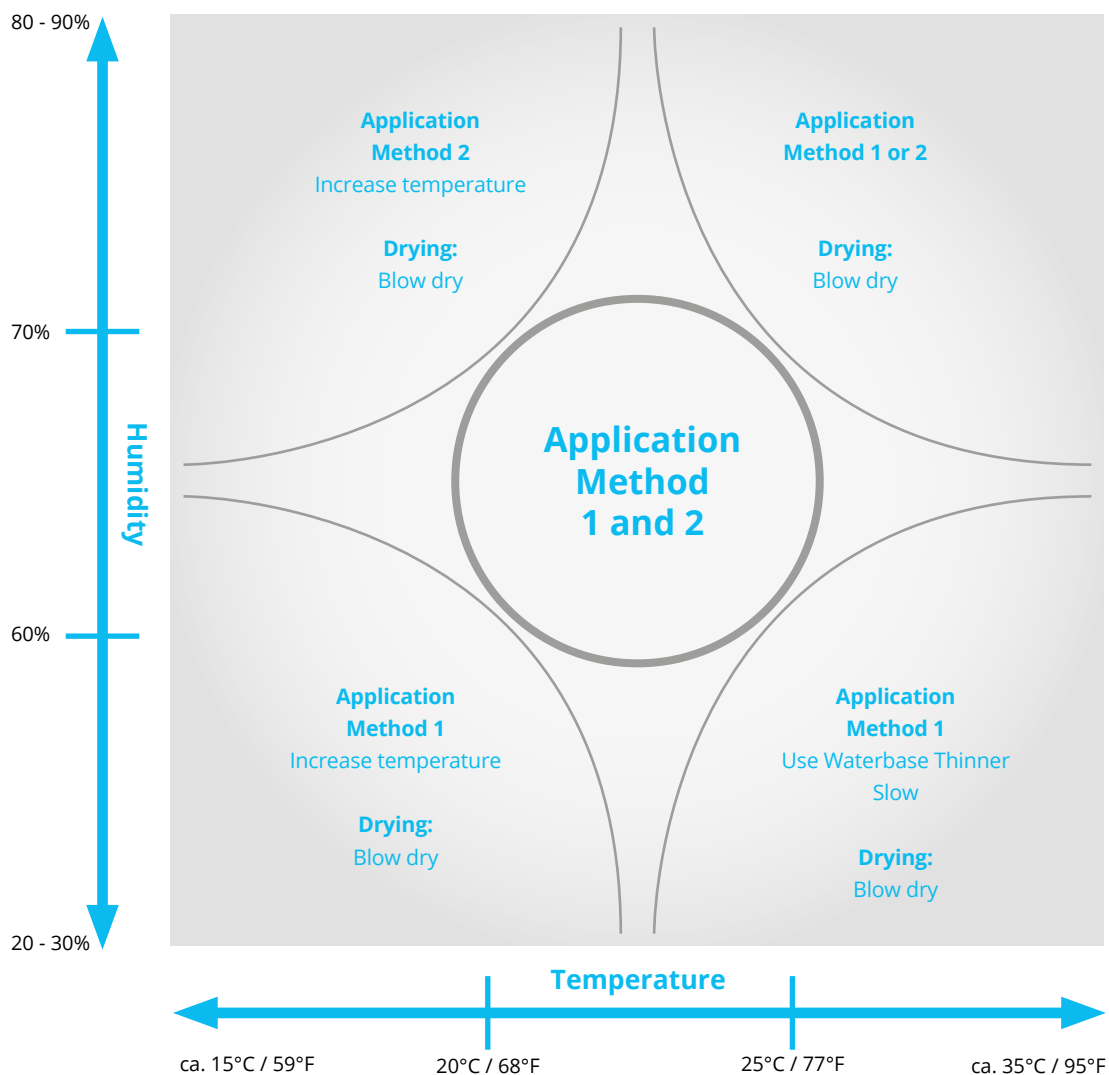 80 - 90%
Application
Method 2
Increase temperature
Drying:
Blow dry
Application
Method 1 or 2
Drying:
Blow dry
70%
Humidity
Application
Method
1 and 2
60%
Application
Method 1
Increase temperature
Drying:
Blow dry
Application
Method 1
Use Waterbase Thinner
Slow
Drying:
Blow dry
20 - 30%
Temperature
ca. 15°C / 59°F
20°C / 68°F
25°C / 77°F
ca. 35°C / 95°F